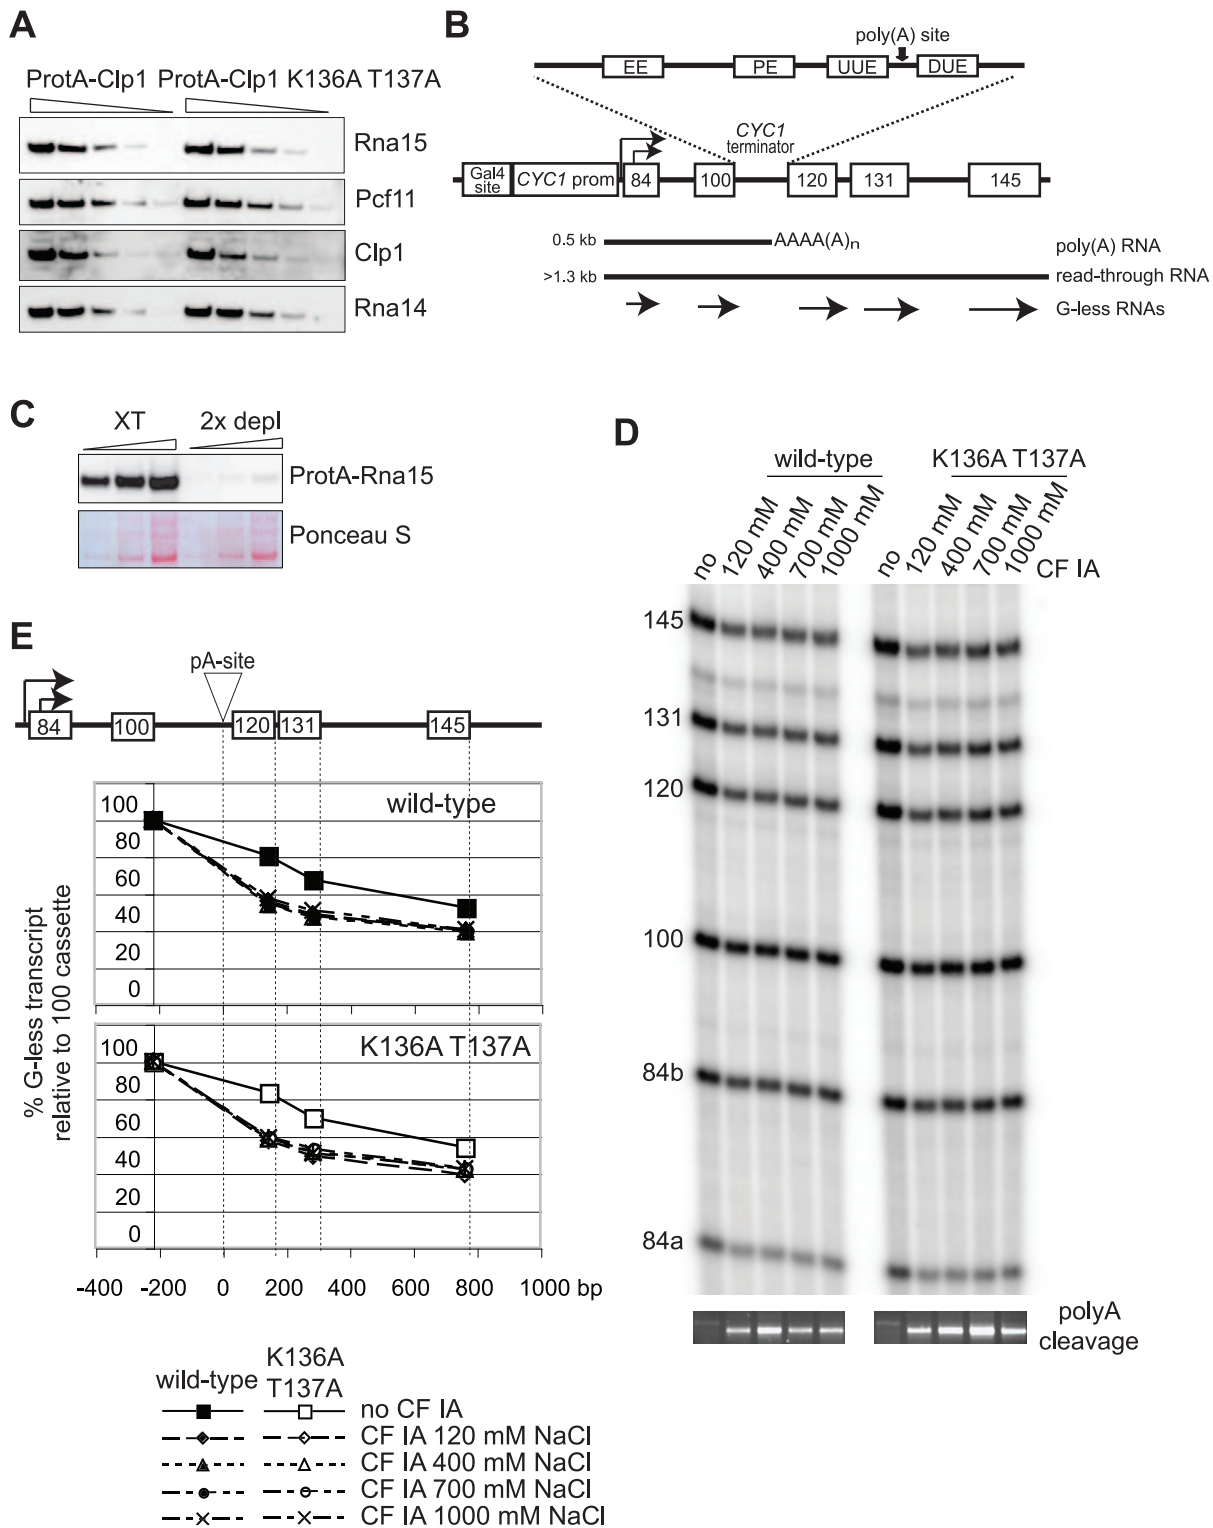 A
ProtA-Clp1 ProtA-Clp1 K136A T137A
Rna15
Pcf11
Clp1
Rna14
B
poly(A) site
EE PE UUE DUE
CYC1
terminator
Gal4
site
CYC1 prom 84 100 120 131 145
0.5 kb AAAA(A)n poly(A) RNA
>1.3 kb read-through RNA
G-less RNAs
C
XT 2x depl
ProtA-Rna15
Ponceau S
D
wild-type K136A T137A
no 120 mM 400 mM 700 mM 1000 mM no 120 mM 400 mM 700 mM 1000 mM CF IA
145
131
120
100
84b
84a
polyA
cleavage
E
pA-site
84 100 120 131 145
% G-less transcript
relative to 100 cassette
wild-type
100
80
60
40
20
0
K136A T137A
100
80
60
40
20
0
-400 -200 0 200 400 600 800 1000 bp
wild-type K136A
T137A
no CF IA
CF IA 120 mM NaCl
CF IA 400 mM NaCl
CF IA 700 mM NaCl
CF IA 1000 mM NaCl